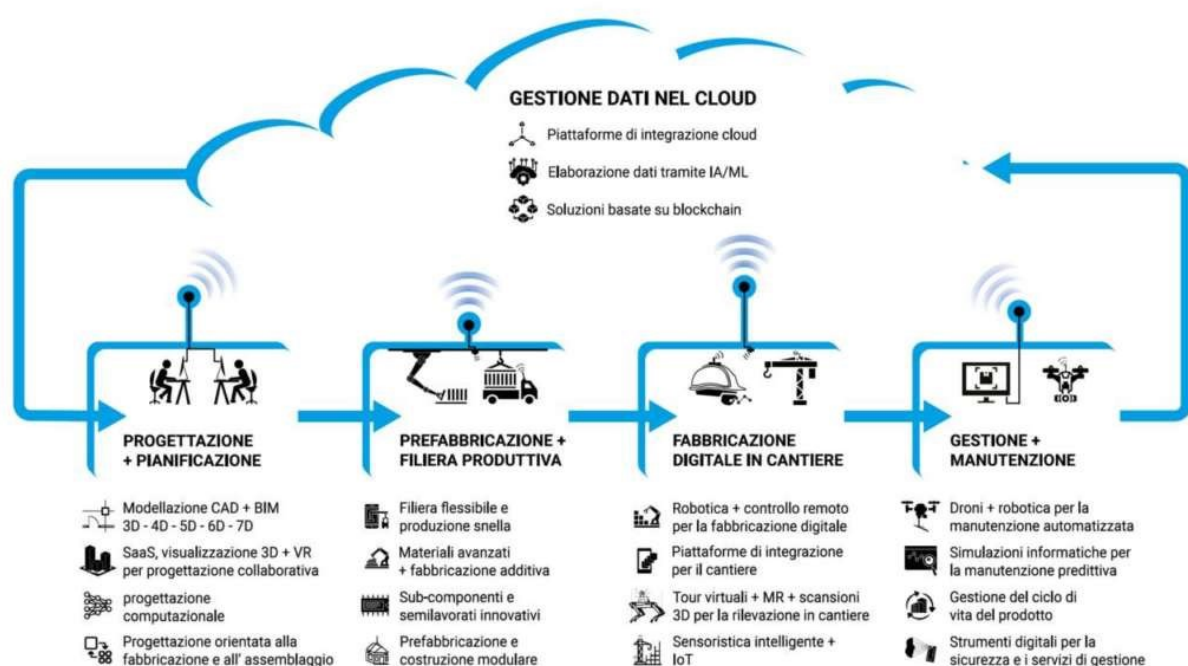 GESTIONE DATI NEL CLOUD
Piattaforme di integrazione cloud
Elaborazione dati tramite IA/ML
Soluzioni basate su blockchain
PROGETTAZIONE
+ PIANIFICAZIONE
Modellazione CAD + BIM
3D - 4D - 5D - 6D - 7D
SaaS, visualizzazione 3D + VR
per progettazione collaborativa
progettazione
computazionale
Progettazione orientata alla
fabbricazione e all' assemblaggio
PREFABBRICAZIONE +
FILIERA PRODUTTIVA
Filiera flessibile e
produzione snella
Materiali avanzati
+ fabbricazione additiva
Sub-componenti e
semilavorati innovativi
Prefabbricazione e
costruzione modulare
FABBRICAZIONE
DIGITALE IN CANTIERE
Robotica + controllo remoto
per la fabbricazione digitale
Piattaforme di integrazione
per il cantiere
Tour virtuali + MR + scansioni
3D per la rilevazione in cantiere
Sensoristica intelligente +
IoT
GESTIONE +
MANUTENZIONE
Droni + robotica per la
manutenzione automatizzata
Simulazioni informatiche per
la manutenzione predittiva
Gestione del ciclo di
vita del prodotto
Strumenti digitali per la
sicurezza e i servizi di gestione